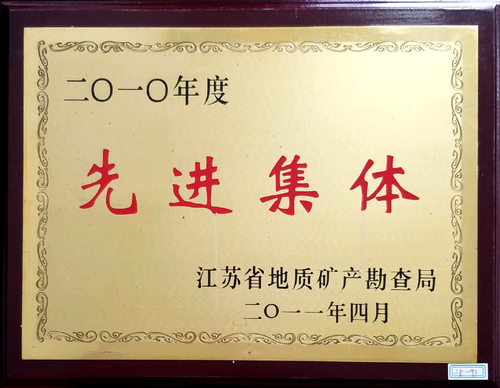 二〇一〇年度
先进集体
江苏省地质矿产勘查局
二〇一一年四月